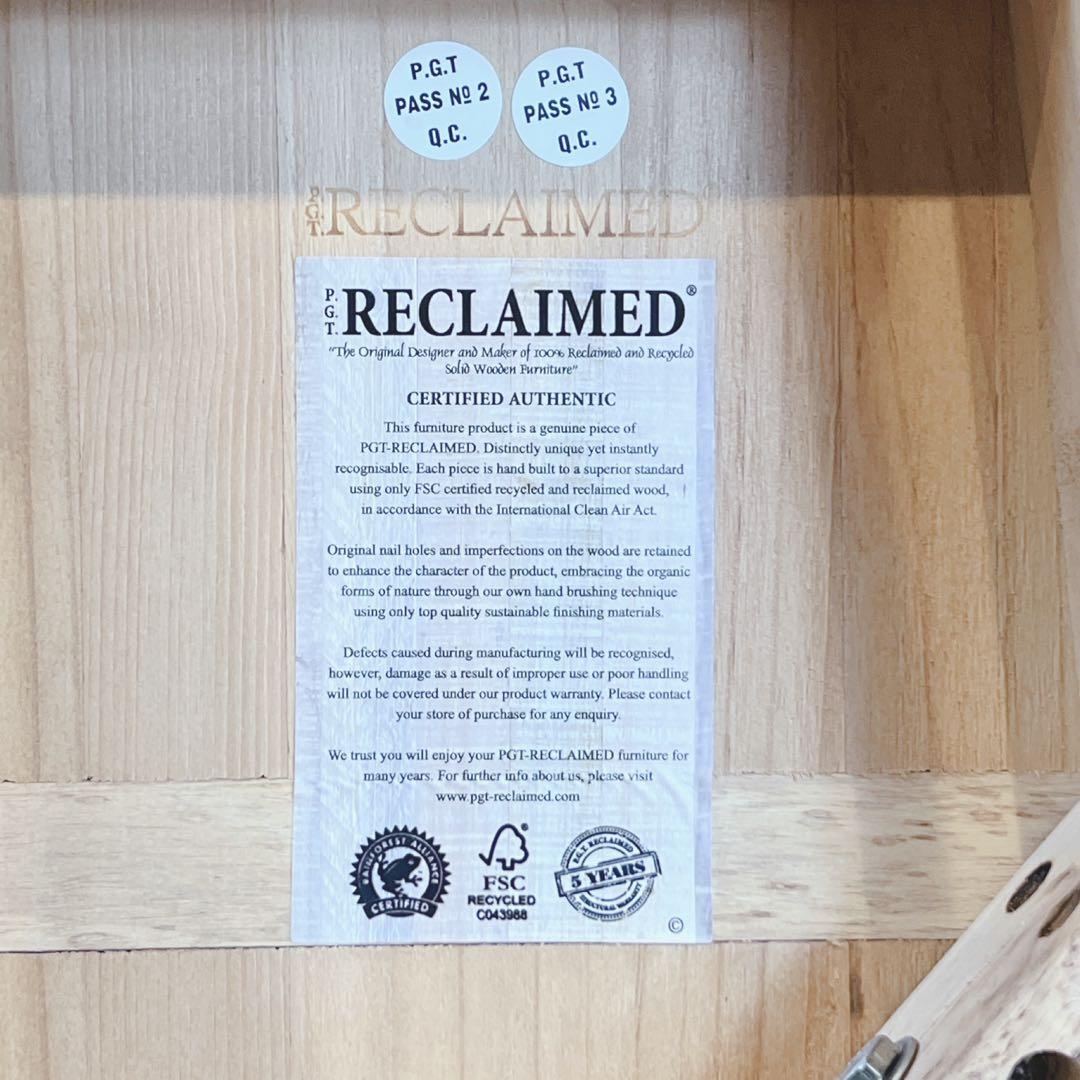 P.G.T
PASS Nº 2
Q.C.
P.G.T
PASS Nº 3
Q.C.
P.G.T. RECLAIMED®
P.G.T. RECLAIMED®
"The Original Designer and Maker of 100% Reclaimed and Recycled
Solid Wooden Furniture"
CERTIFIED AUTHENTIC
This furniture product is a genuine piece of
PGT-RECLAIMED. Distinctly unique yet instantly
recognisable. Each piece is hand built to a superior standard
using only FSC certified recycled and reclaimed wood,
in accordance with the International Clean Air Act.
Original nail holes and imperfections on the wood are retained
to enhance the character of the product, embracing the organic
forms of nature through our own hand brushing technique
using only top quality sustainable finishing materials.
Defects caused during manufacturing will be recognised,
however, damage as a result of improper use or poor handling
will not be covered under our product warranty. Please contact
your store of purchase for any enquiry.
We trust you will enjoy your PGT-RECLAIMED furniture for
many years. For further info about us, please visit
www.pgt-reclaimed.com
RAINFOREST ALLIANCE
CERTIFIED
®
FSC
RECYCLED
C043988
P.G.T. RECLAIMED
5 YEARS
STRUCTURAL WARRANTY
©